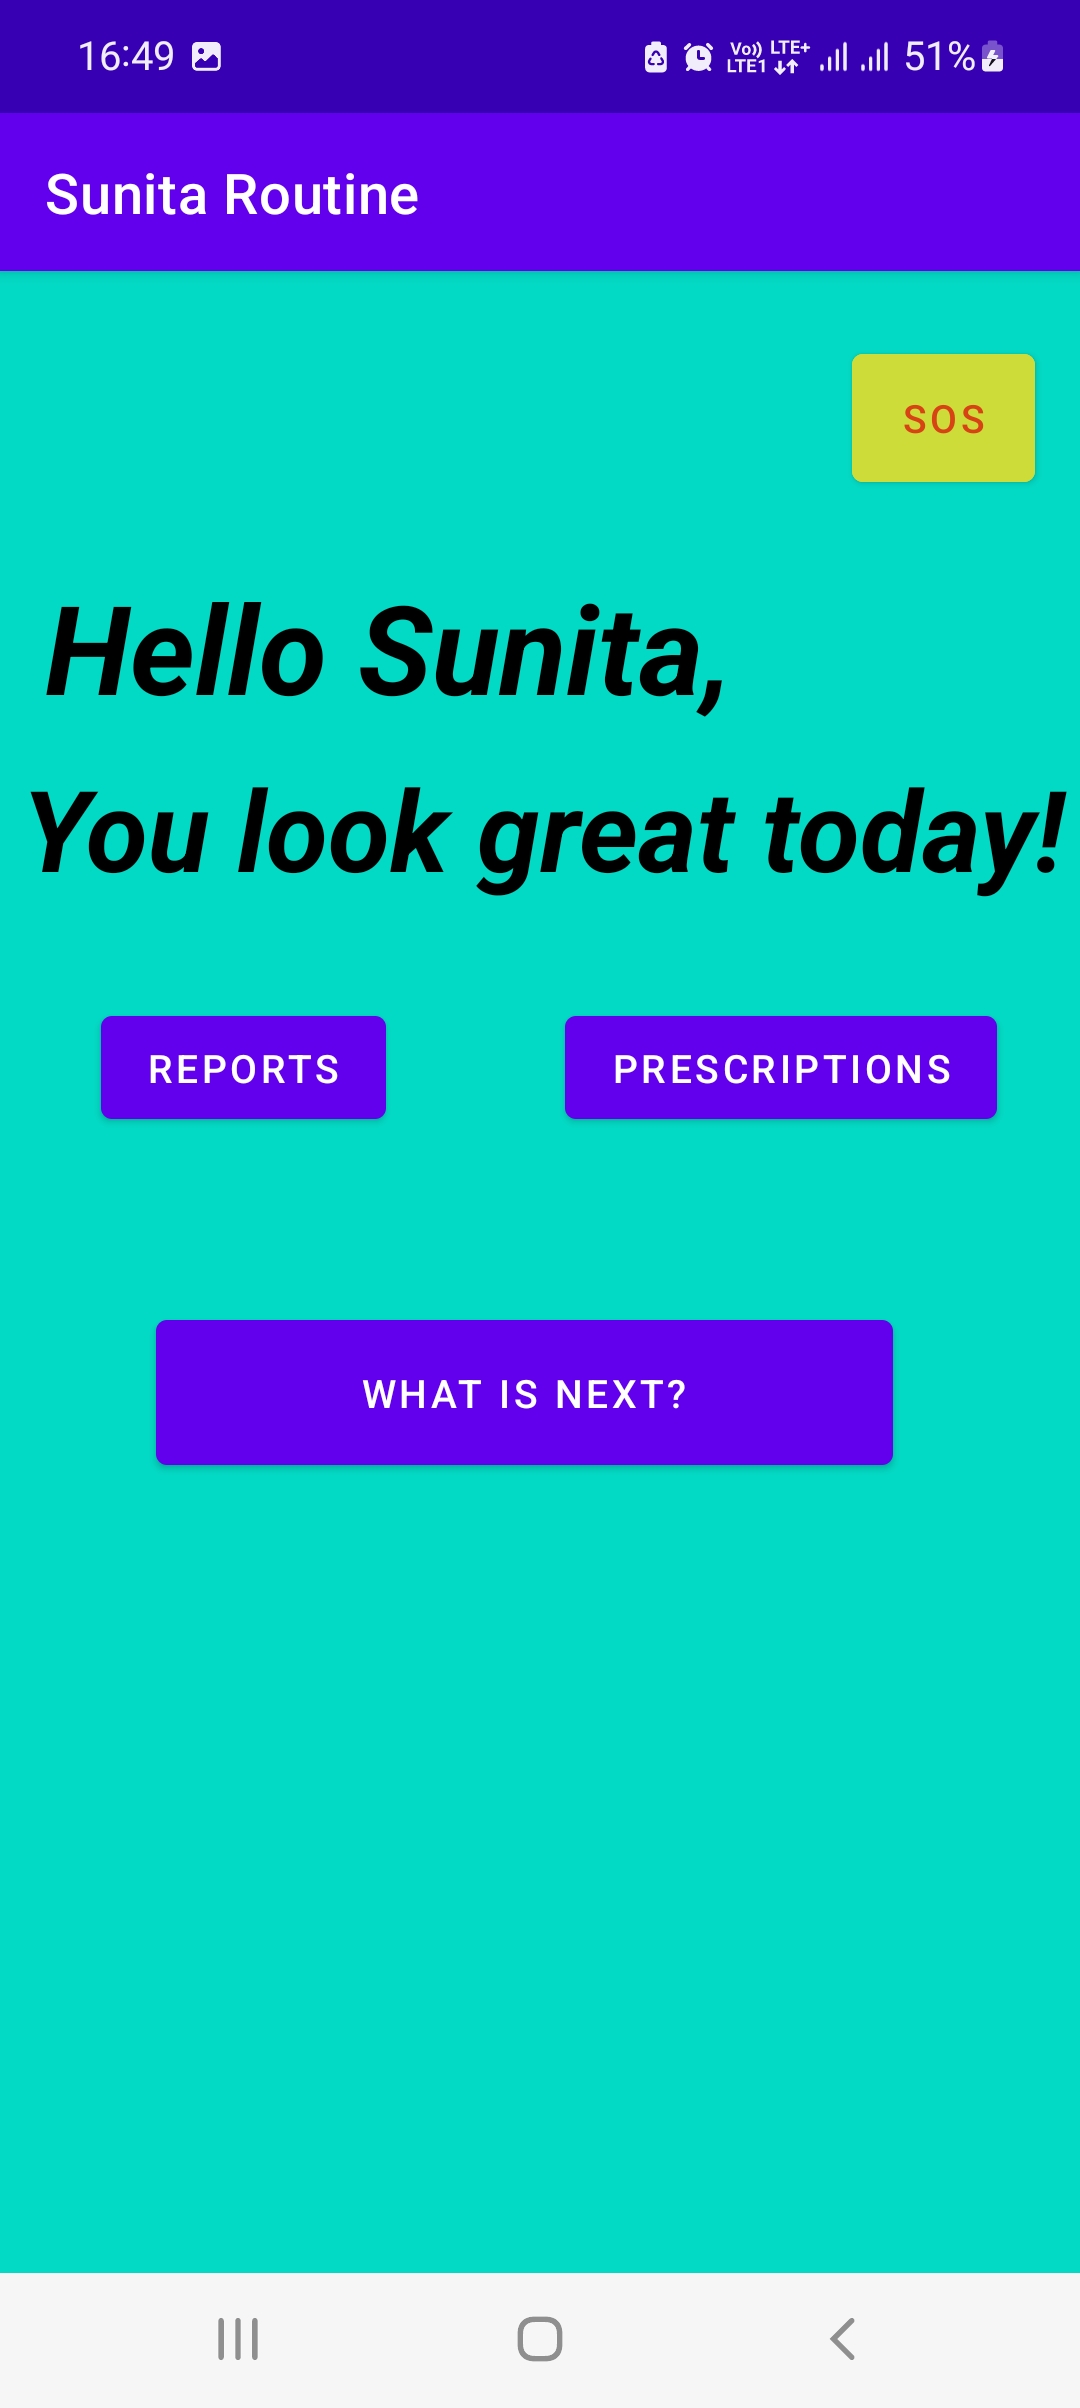 16:49 Vo)) LTE1 LTE+ 51%
Sunita Routine
SOS
Hello Sunita,
You look great today!
REPORTS PRESCRIPTIONS
WHAT IS NEXT?